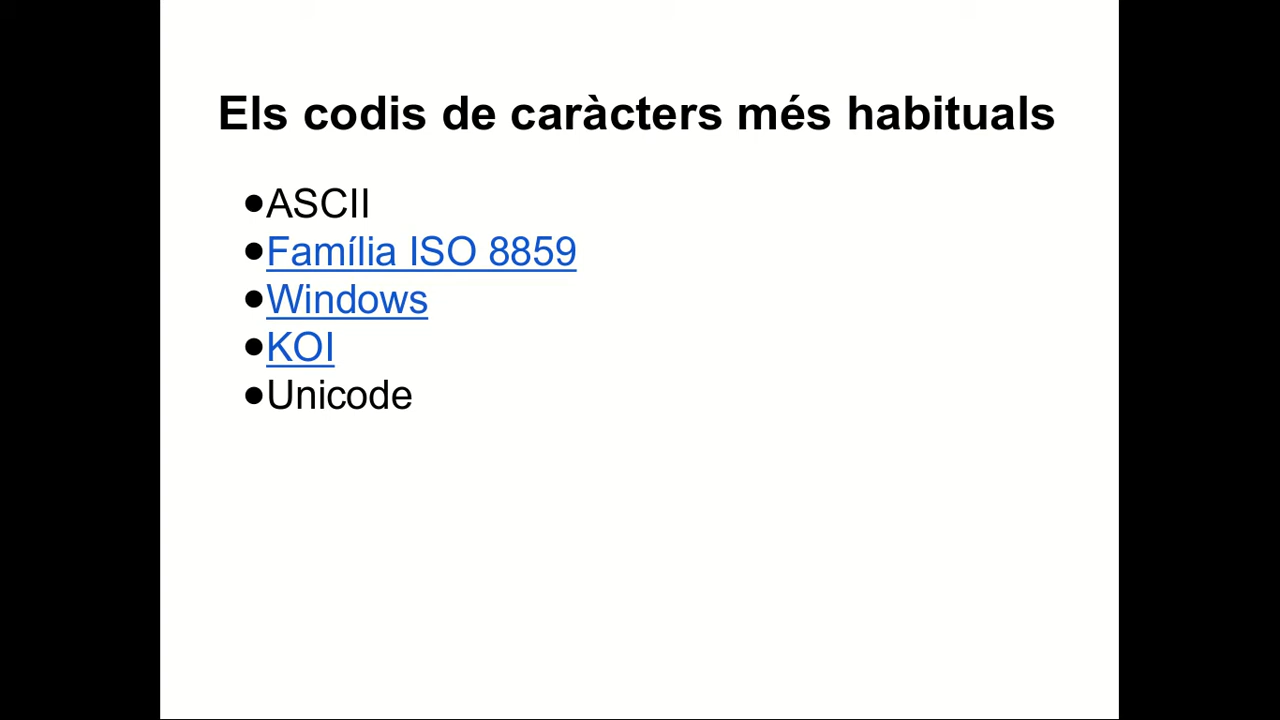 Els codis de caràcters més habituals
●ASCII
●Família ISO 8859
●Windows
●KOI
●Unicode